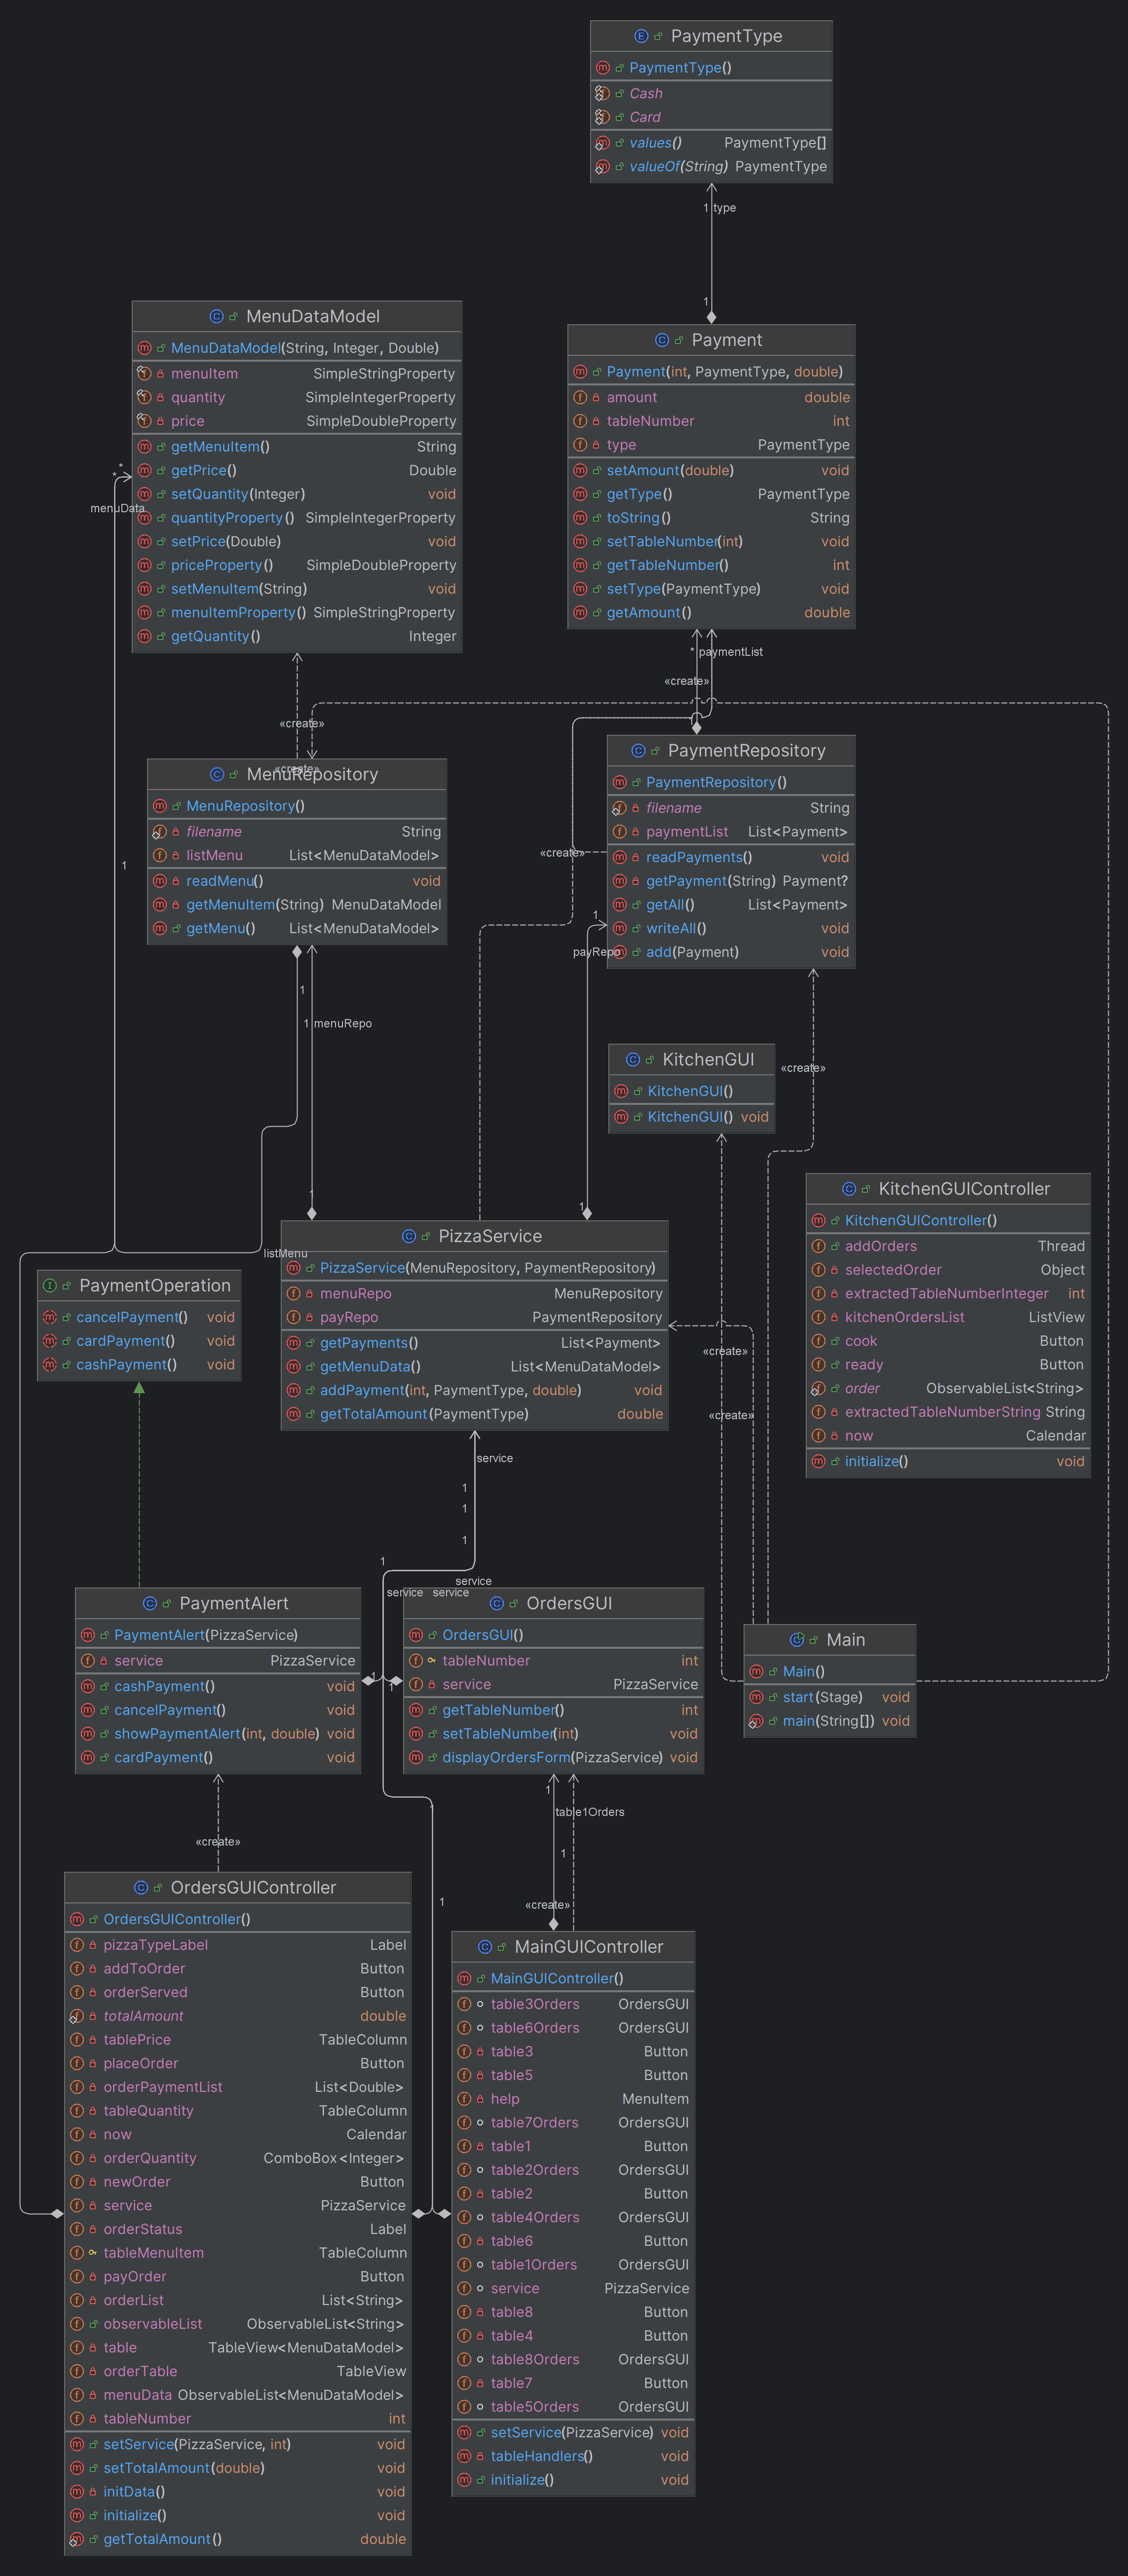 PaymentType
PaymentType()
Cash
Card
values() PaymentType[]
valueOf(String) PaymentType
1 type
1
MenuDataModel
MenuDataModel(String, Integer, Double)
menuItem SimpleStringProperty
quantity SimpleIntegerProperty
price SimpleDoubleProperty
getMenuItem() String
getPrice() Double
setQuantity(Integer) void
quantityProperty() SimpleIntegerProperty
setPrice(Double) void
priceProperty() SimpleDoubleProperty
setMenuItem(String) void
menuItemProperty() SimpleStringProperty
getQuantity() Integer
*
*
menuData
Payment
Payment(int, PaymentType, double)
amount double
tableNumber int
type PaymentType
setAmount(double) void
getType() PaymentType
toString() String
setTableNumber(int) void
getTableNumber() int
setType(PaymentType) void
getAmount() double
* paymentList
«create»
«create»
«create»
MenuRepository
MenuRepository()
filename String
listMenu List<MenuDataModel>
readMenu() void
getMenuItem(String) MenuDataModel
getMenu() List<MenuDataModel>
1
PaymentRepository
PaymentRepository()
filename String
paymentList List<Payment>
readPayments() void
getPayment(String) Payment?
getAll() List<Payment>
writeAll() void
add(Payment) void
«create»
1
payRepo
1
1 menuRepo
KitchenGUI
KitchenGUI()
KitchenGUI() void
«create»
KitchenGUIController
KitchenGUIController()
addOrders Thread
selectedOrder Object
extractedTableNumberInteger int
kitchenOrdersList ListView
cook Button
ready Button
order ObservableList<String>
extractedTableNumberString String
now Calendar
initialize() void
1
1
PizzaService
PizzaService(MenuRepository, PaymentRepository)
menuRepo MenuRepository
payRepo PaymentRepository
getPayments() List<Payment>
getMenuData() List<MenuDataModel>
addPayment(int, PaymentType, double) void
getTotalAmount(PaymentType) double
listMenu
PaymentOperation
cancelPayment() void
cardPayment() void
cashPayment() void
«create»
«create»
service
1
1
1
1
service
service service
PaymentAlert
PaymentAlert(PizzaService)
service PizzaService
cashPayment() void
cancelPayment() void
showPaymentAlert(int, double) void
cardPayment() void
1
1
OrdersGUI
OrdersGUI()
tableNumber int
service PizzaService
getTableNumber() int
setTableNumber(int) void
displayOrdersForm(PizzaService) void
Main
Main()
start(Stage) void
main(String[]) void
«create»
1
table1Orders
1
1
1
«create»
OrdersGUIController
OrdersGUIController()
pizzaTypeLabel Label
addToOrder Button
orderServed Button
totalAmount double
tablePrice TableColumn
placeOrder Button
orderPaymentList List<Double>
tableQuantity TableColumn
now Calendar
orderQuantity ComboBox<Integer>
newOrder Button
service PizzaService
orderStatus Label
tableMenuItem TableColumn
payOrder Button
orderList List<String>
observableList ObservableList<String>
table TableView<MenuDataModel>
orderTable TableView
menuData ObservableList<MenuDataModel>
tableNumber int
setService(PizzaService, int) void
setTotalAmount(double) void
initData() void
initialize() void
getTotalAmount() double
MainGUIController
MainGUIController()
table3Orders OrdersGUI
table6Orders OrdersGUI
table3 Button
table5 Button
help MenuItem
table7Orders OrdersGUI
table1 Button
table2Orders OrdersGUI
table2 Button
table4Orders OrdersGUI
table6 Button
table1Orders OrdersGUI
service PizzaService
table8 Button
table4 Button
table8Orders OrdersGUI
table7 Button
table5Orders OrdersGUI
setService(PizzaService) void
tableHandlers() void
initialize() void